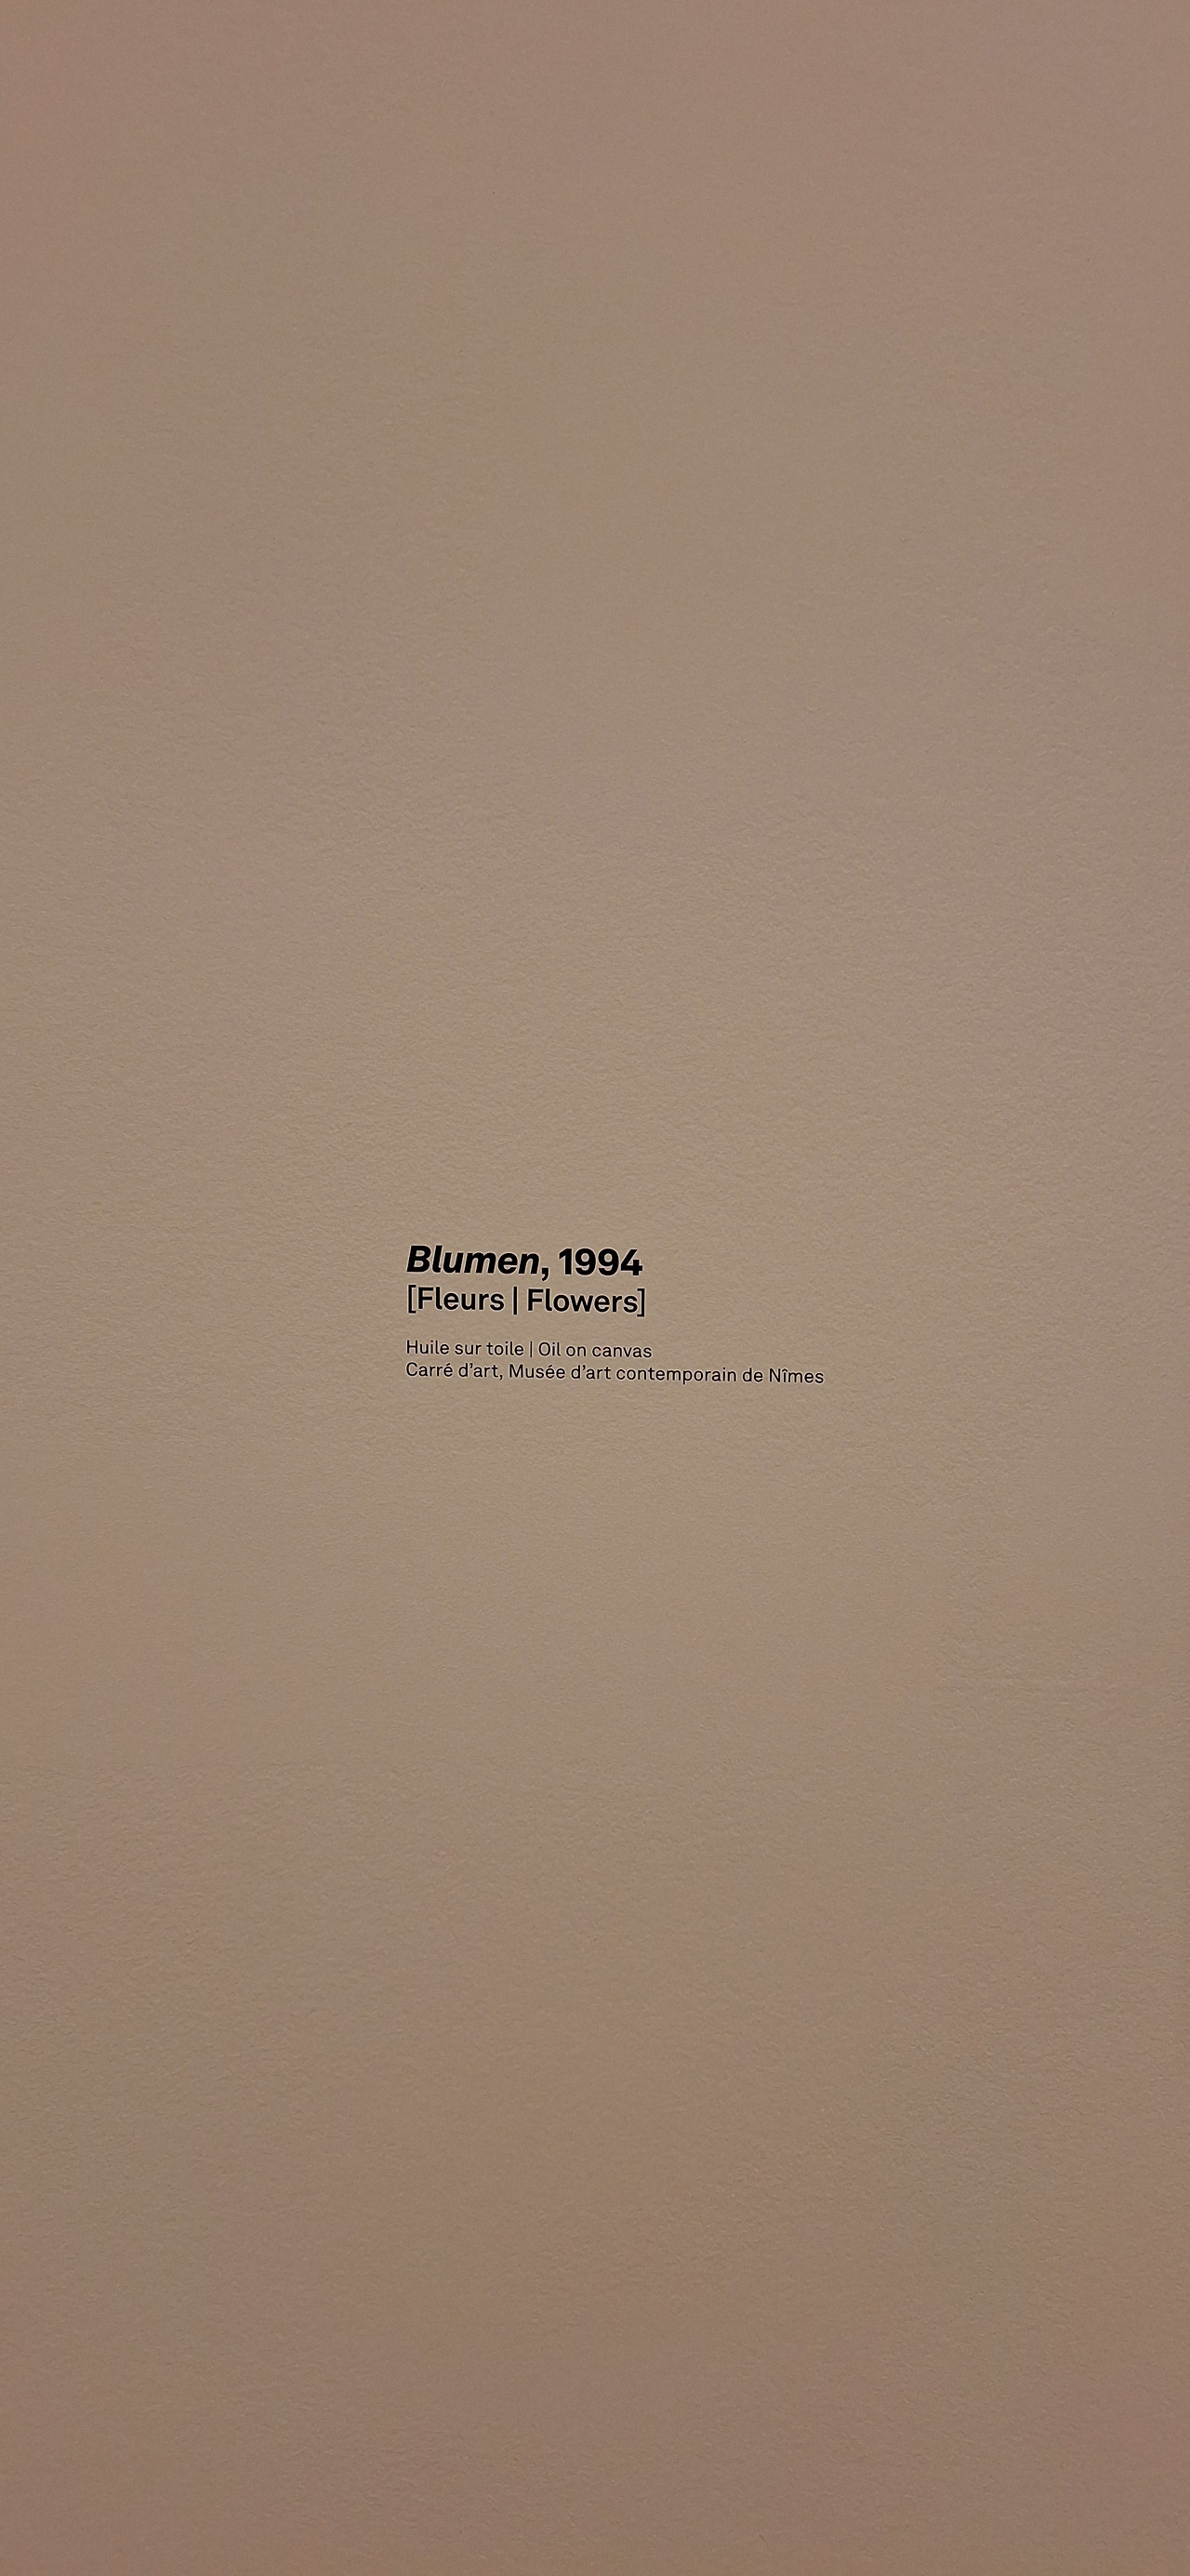 Blumen, 1994
[Fleurs | Flowers]
Huile sur toile | Oil on canvas
Carré d’art, Musée d’art contemporain de Nîmes